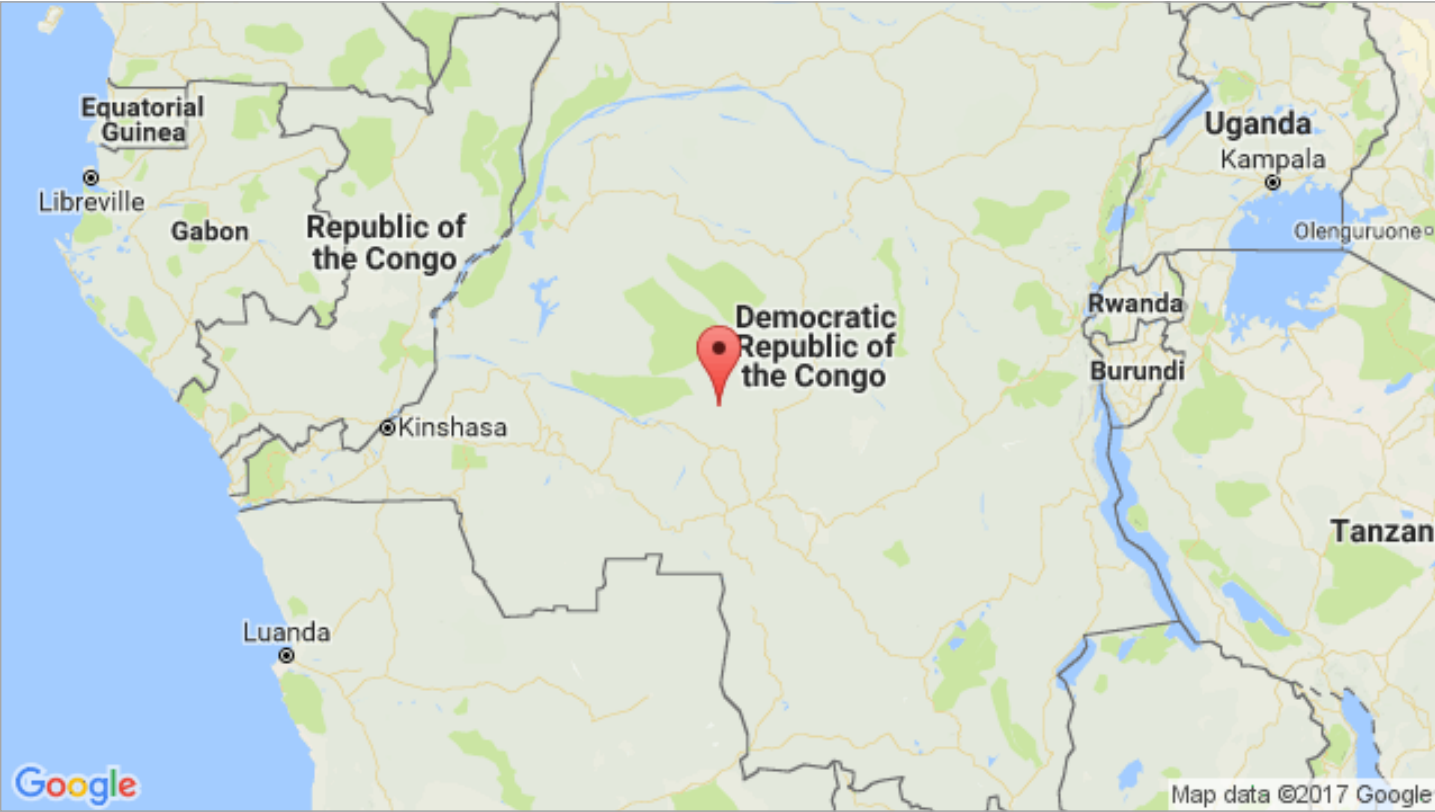 Equatorial
Guinea
Uganda
Kampala
Libreville
Gabon
Republic of
the Congo
Olenguruone
Rwanda
Democratic
Republic of
the Congo
Burundi
Kinshasa
Tanzan
Luanda
Google
Map data ©2017 Google